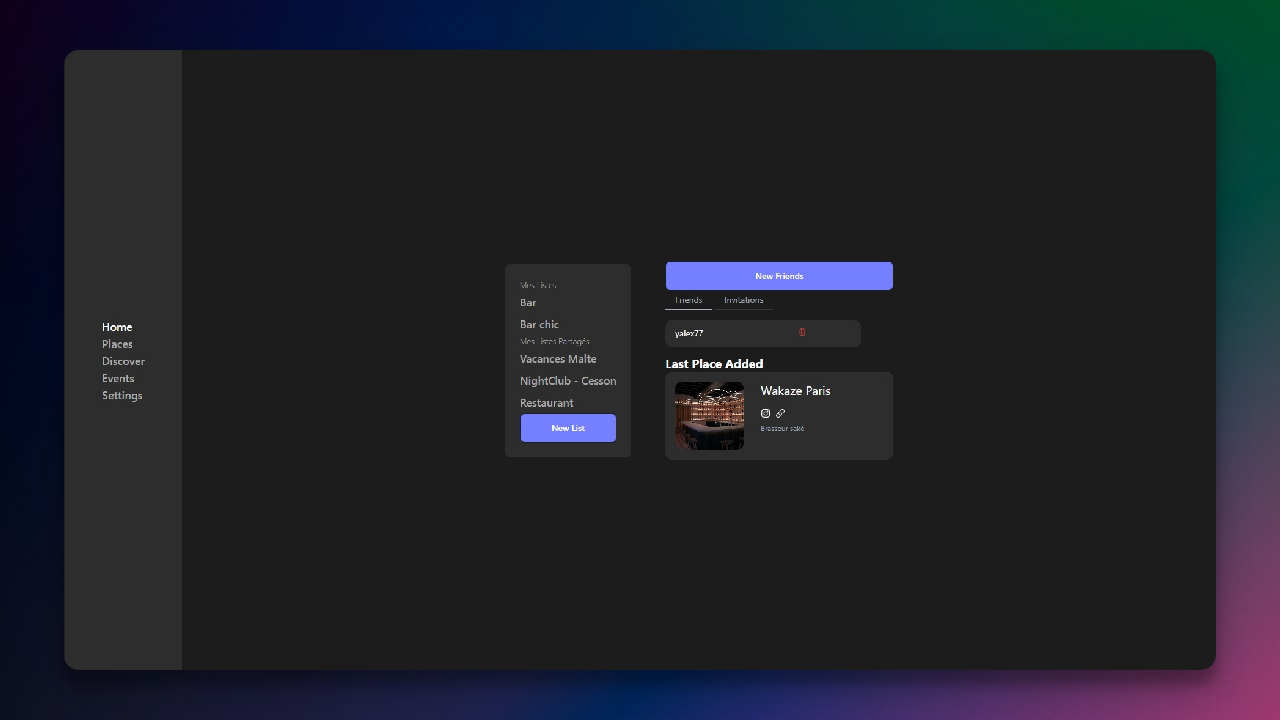 Home
Places
Discover
Events
Settings
Mes Listes
Bar
Bar chic
Mes Listes Partagés
Vacances Malte
NightClub - Cesson
Restaurant
New List
New Friends
Friends Invitations
yalex77
Last Place Added
Wakaze Paris
Brasseur saké